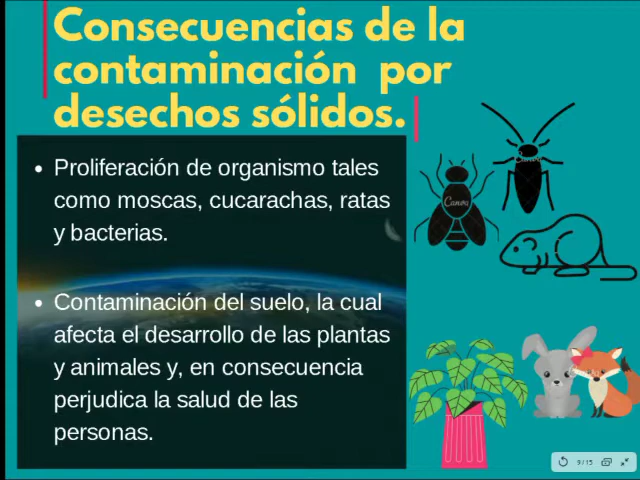 Consecuencias de la
contaminación por
desechos sólidos.
• Proliferación de organismo tales
como moscas, cucarachas, ratas
y bacterias.
• Contaminación del suelo, la cual
afecta el desarrollo de las plantas
y animales y, en consecuencia
perjudica la salud de las
personas.
Canva
Canva
9/15